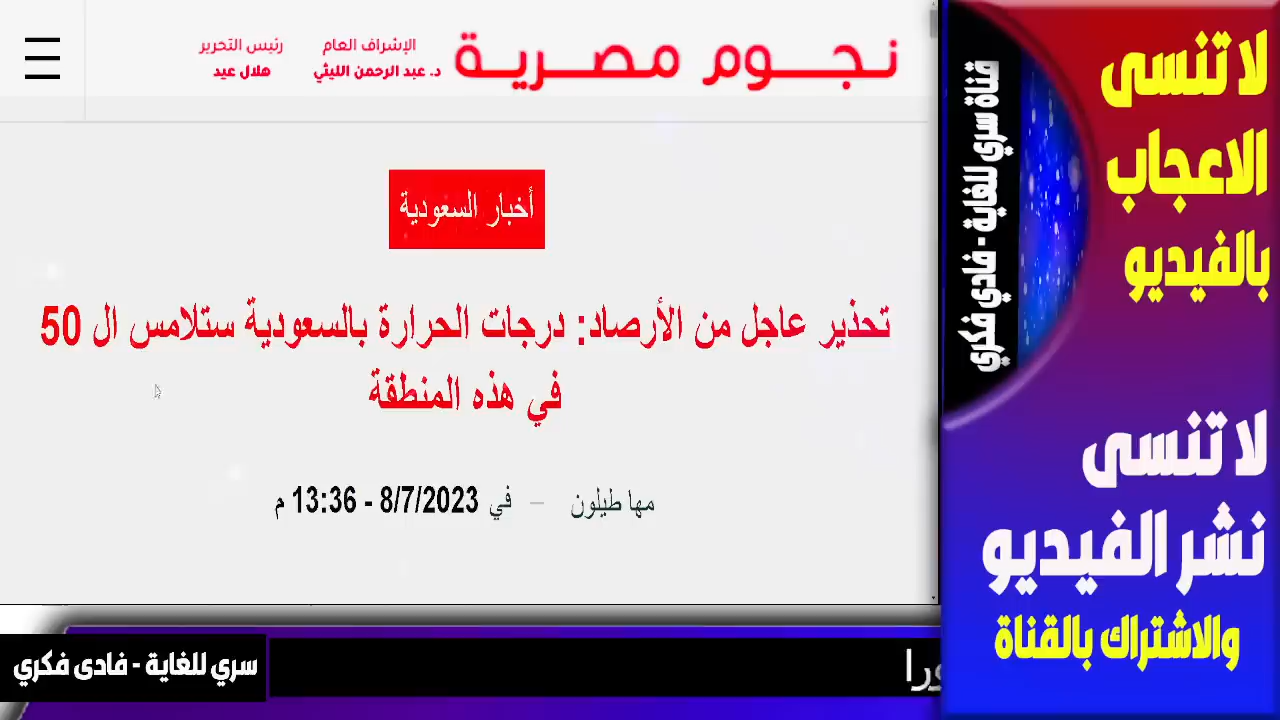 نجوم مصرية
الإشراف العام
د. عبد الرحمن الليثي
رئيس التحرير
هلال عيد
أخبار السعودية
تحذير عاجل من الأرصاد: درجات الحرارة بالسعودية ستلامس ال 50
في هذه المنطقة
مها طيلون – في 8/7/2023 - 13:36 م
لا تنسى
الاعجاب
بالفيديو
قناة سري للغاية - فادي فكري
لا تنسى
نشر الفيديو
والاشتراك بالقناة
سري للغاية - فادى فكري